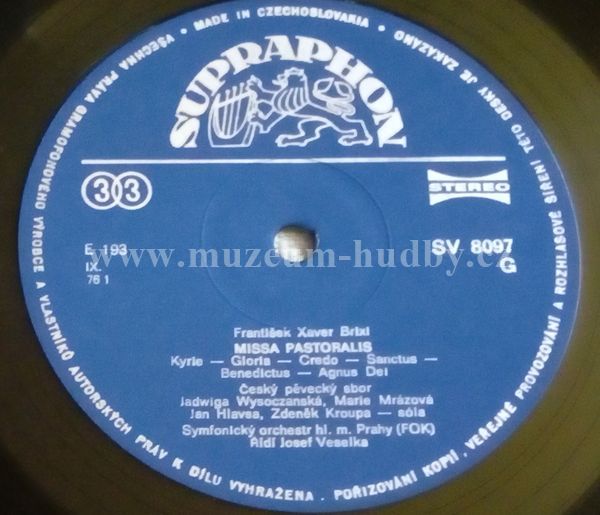 VŠECHNA PRÁVA GRAMOFONOVÉHO VÝROBCE A VLASTNÍKŮ AUTORSKÝCH PRÁV K DÍLU VYHRAŽENA. POŘIZOVÁNÍ KOPIÍ, VEŘEJNÉ PROVOZOVÁNÍ A ROZHLASOVÉ ŠÍŘENÍ TÉTO DESKY JE ZAKÁZÁNO • MADE IN CZECHOSLOVAKIA •
SUPRAPHON
33
STEREO
E 193
SV 8097
IX.
G
76 1
www.muzeum-hudby.cz
František Xaver Brixi
MISSA PASTORALIS
Kyrie — Gloria — Credo — Sanctus —
Benedictus — Agnus Dei
Český pěvecký sbor
Jadwiga Wysoczanská, Marie Mrázová
Jan Hlavsa, Zdeněk Kroupa — sóla
Symfonický orchestr hl. m. Prahy (FOK)
Řídí Josef Veselka